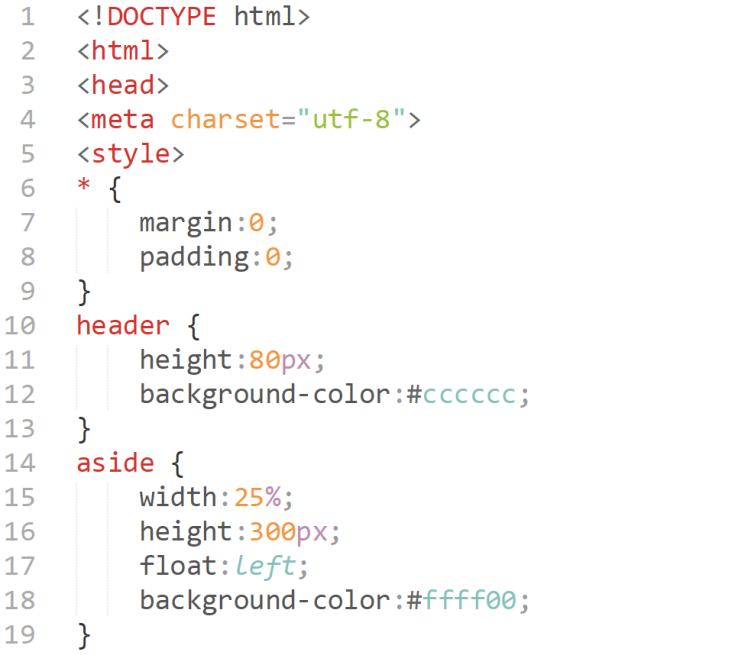 1 <!DOCTYPE html>
2 <html>
3 <head>
4 <meta charset="utf-8">
5 <style>
6 * {
7     margin:0;
8     padding:0;
9 }
10 header {
11     height:80px;
12     background-color:#cccccc;
13 }
14 aside {
15     width:25%;
16     height:300px;
17     float:left;
18     background-color:#ffff00;
19 }